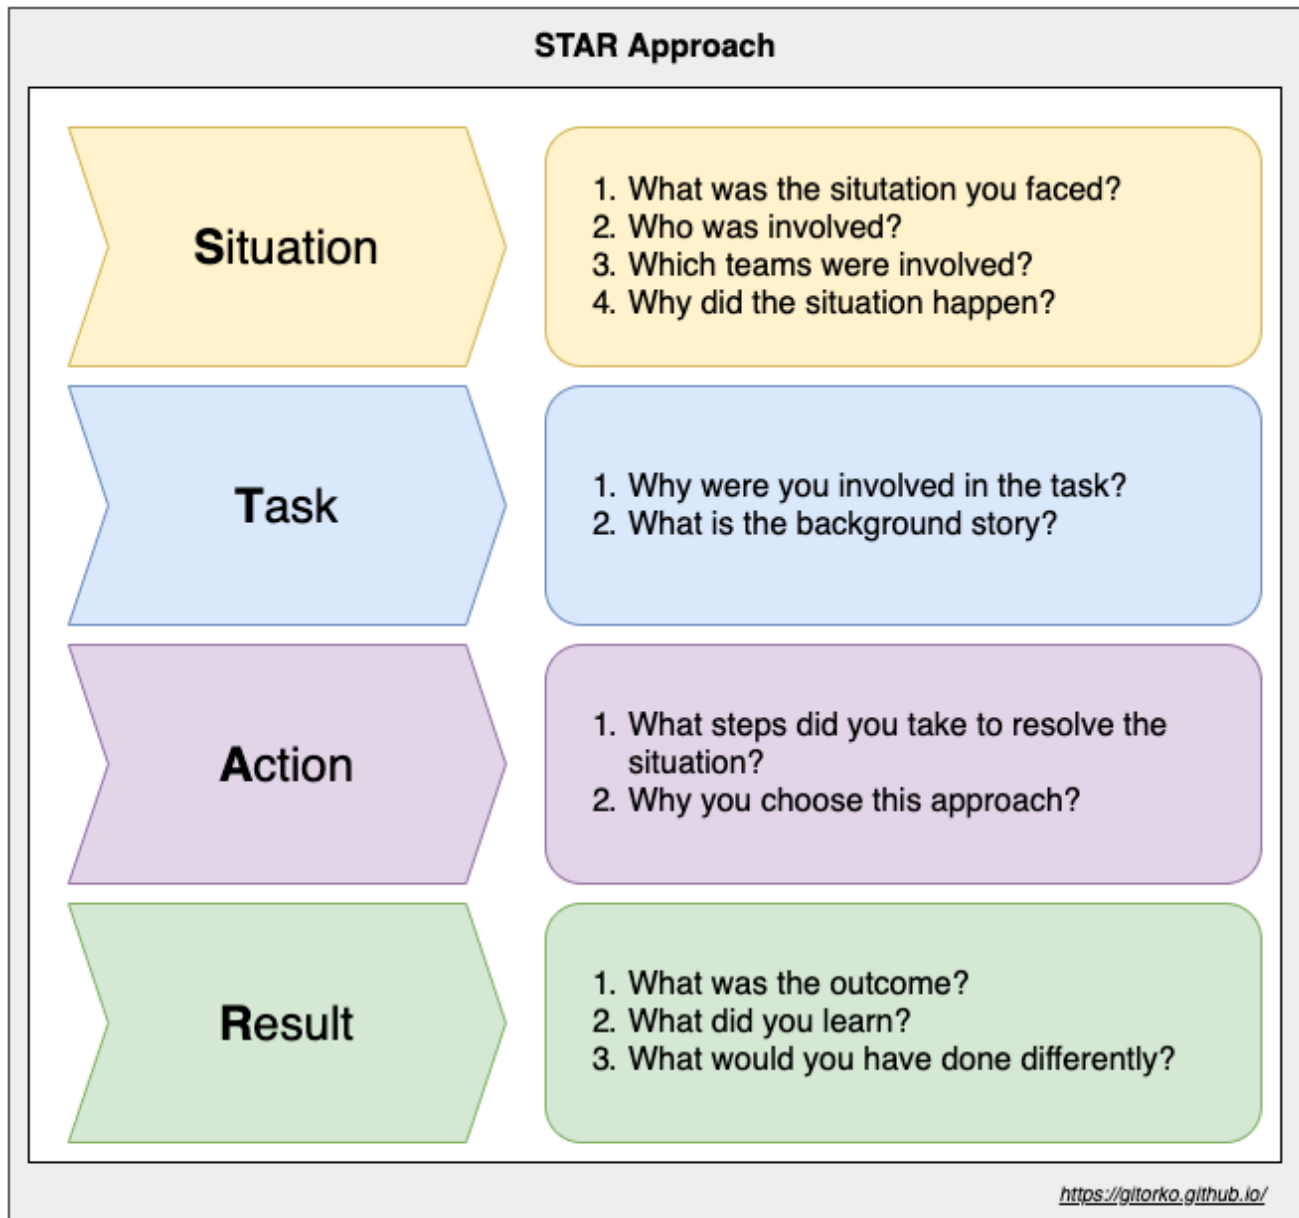 STAR Approach
Situation
1. What was the situtation you faced?
2. Who was involved?
3. Which teams were involved?
4. Why did the situation happen?
Task
1. Why were you involved in the task?
2. What is the background story?
Action
1. What steps did you take to resolve the
situation?
2. Why you choose this approach?
Result
1. What was the outcome?
2. What did you learn?
3. What would you have done differently?
https://gitorko.github.io/